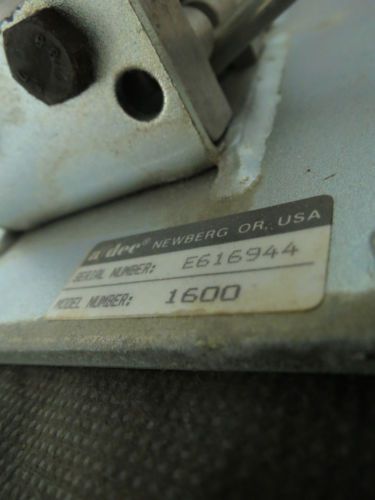 a dec® NEWBERG OR., USA
SERIAL NUMBER: E616944
MODEL NUMBER: 1600